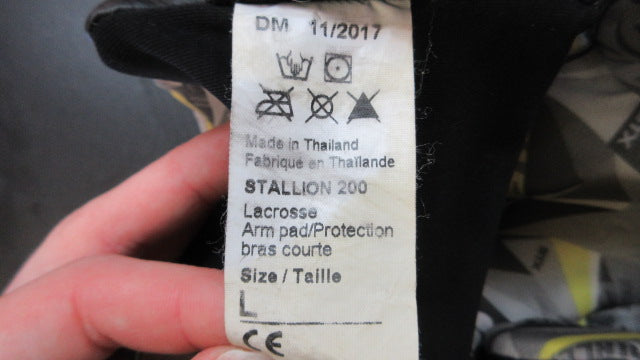 DM 11/2017
Made in Thailand
Fabriqué en Thaïlande
STALLION 200
Lacrosse
Arm pad/Protection
bras courte
Size / Taille
L
CE